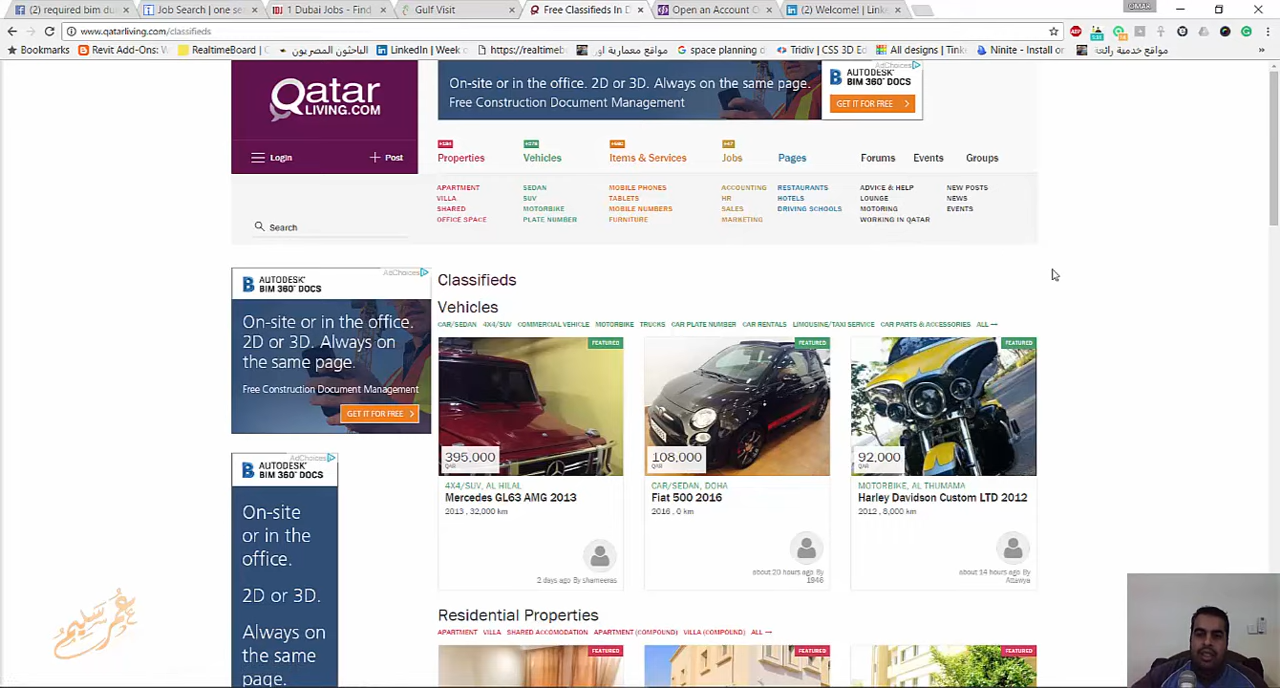 (2) required bim du
Job Search | one se
1 Dubai Jobs - Find
Gulf Visit
Free Classifieds In D
Open an Account O
(2) Welcome! | Link
www.qatarliving.com/classifieds
Bookmarks
Revit Add-Ons: W
RealtimeBoard | C
الباحثون المصريون
LinkedIn | Week o
https://realtimeb
مواقع معمارية اور
space planning d
Tridiv | CSS 3D Ed
All designs | Tink
Ninite - Install or
مواقع خدمية رائعة
Qatar
LIVING.COM
Login
Post
On-site or in the office. 2D or 3D. Always on the same page.
Free Construction Document Management
AdChoices
AUTODESK®
BIM 360® DOCS
GET IT FOR FREE
Properties
Vehicles
Items & Services
Jobs
Pages
Forums
Events
Groups
APARTMENT
VILLA
SHARED
OFFICE SPACE
SEDAN
SUV
MOTORBIKE
PLATE NUMBER
MOBILE PHONES
TABLETS
MOBILE NUMBERS
FURNITURE
ACCOUNTING
HR
SALES
MARKETING
RESTAURANTS
HOTELS
DRIVING SCHOOLS
ADVICE & HELP
LOUNGE
MOTORING
WORKING IN QATAR
NEW POSTS
NEWS
EVENTS
Search
AdChoices
AUTODESK®
BIM 360® DOCS
On-site or in the office.
2D or 3D. Always on
the same page.
Free Construction Document Management
GET IT FOR FREE
AdChoices
AUTODESK®
BIM 360® DOCS
On-site
or in the
office.
2D or 3D.
Always on
the same
page.
Classifieds
Vehicles
CAR/SEDAN 4X4/SUV COMMERCIAL VEHICLE MOTORBIKE TRUCKS CAR PLATE NUMBER CAR RENTALS LIMOUSINE/TAXI SERVICE CAR PARTS & ACCESSORIES ALL
FEATURED
395,000
QAR
4X4/SUV, AL HILAL
Mercedes GL63 AMG 2013
2013 , 32,000 km
2 days ago By shameeras
FEATURED
108,000
QAR
CAR/SEDAN, DOHA
Fiat 500 2016
2016 , 0 km
about 20 hours ago By
1946
FEATURED
92,000
QAR
MOTORBIKE, AL THUMAMA
Harley Davidson Custom LTD 2012
2012 , 8,000 km
about 14 hours ago By
Attawya
Residential Properties
APARTMENT VILLA SHARED ACCOMODATION APARTMENT (COMPOUND) VILLA (COMPOUND) ALL
FEATURED
FEATURED
FEATURED
عمر سليم